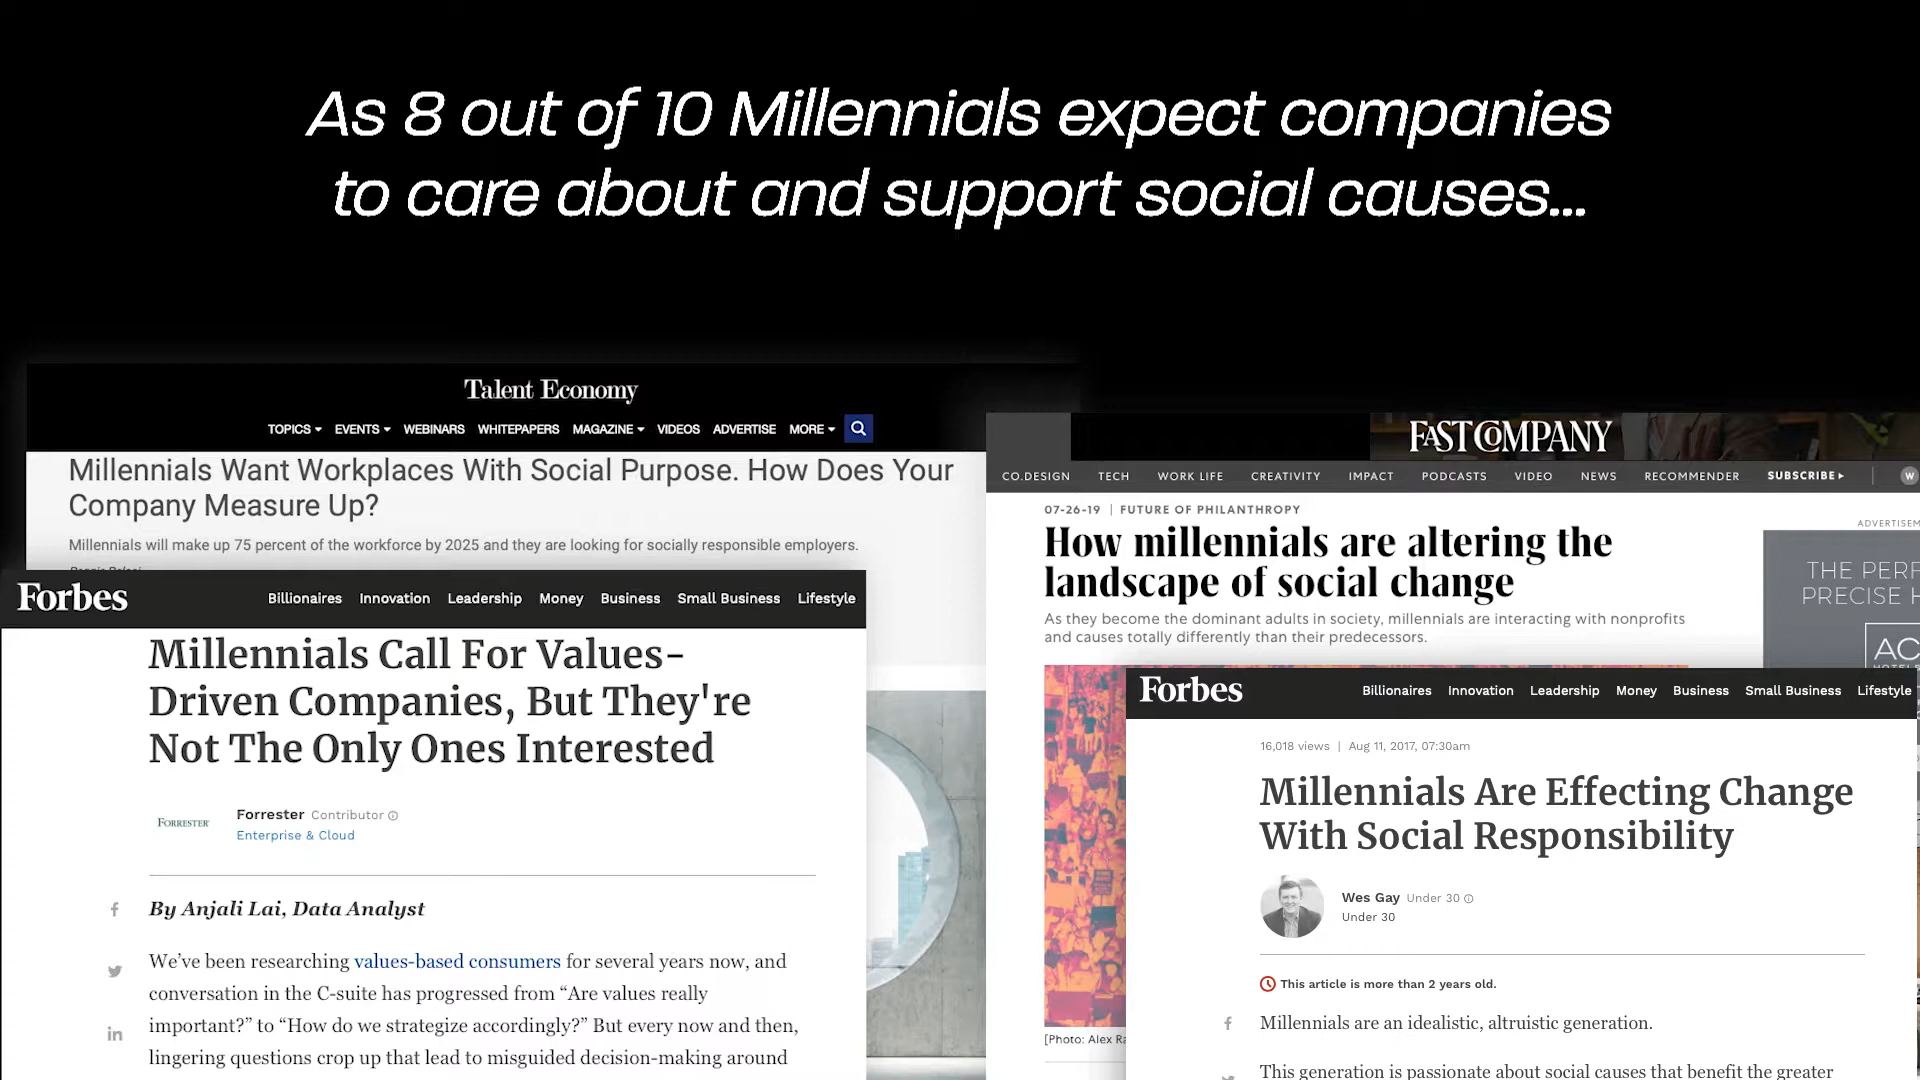 As 8 out of 10 Millennials expect companies
to care about and support social causes...
Talent Economy
TOPICS EVENTS WEBINARS WHITEPAPERS MAGAZINE VIDEOS ADVERTISE MORE
Millennials Want Workplaces With Social Purpose. How Does Your
Company Measure Up?
Millennials will make up 75 percent of the workforce by 2025 and they are looking for socially responsible employers.
Forbes
Billionaires Innovation Leadership Money Business Small Business Lifestyle
Millennials Call For Values-
Driven Companies, But They're
Not The Only Ones Interested
FORRESTER
Forrester Contributor
Enterprise & Cloud
By Anjali Lai, Data Analyst
We’ve been researching values-based consumers for several years now, and
conversation in the C-suite has progressed from “Are values really
important?” to “How do we strategize accordingly?” But every now and then,
lingering questions crop up that lead to misguided decision-making around
FAST COMPANY
CO.DESIGN TECH WORK LIFE CREATIVITY IMPACT PODCASTS VIDEO NEWS RECOMMENDER SUBSCRIBE W
07-26-19 | FUTURE OF PHILANTHROPY
How millennials are altering the
landscape of social change
As they become the dominant adults in society, millennials are interacting with nonprofits
and causes totally differently than their predecessors.
ADVERTISEM
THE PERF
PRECISE H
AC
[Photo: Alex Ra
Forbes
Billionaires Innovation Leadership Money Business Small Business Lifestyle
16,018 views | Aug 11, 2017, 07:30am
Millennials Are Effecting Change
With Social Responsibility
Wes Gay Under 30
Under 30
This article is more than 2 years old.
Millennials are an idealistic, altruistic generation.
This generation is passionate about social causes that benefit the greater